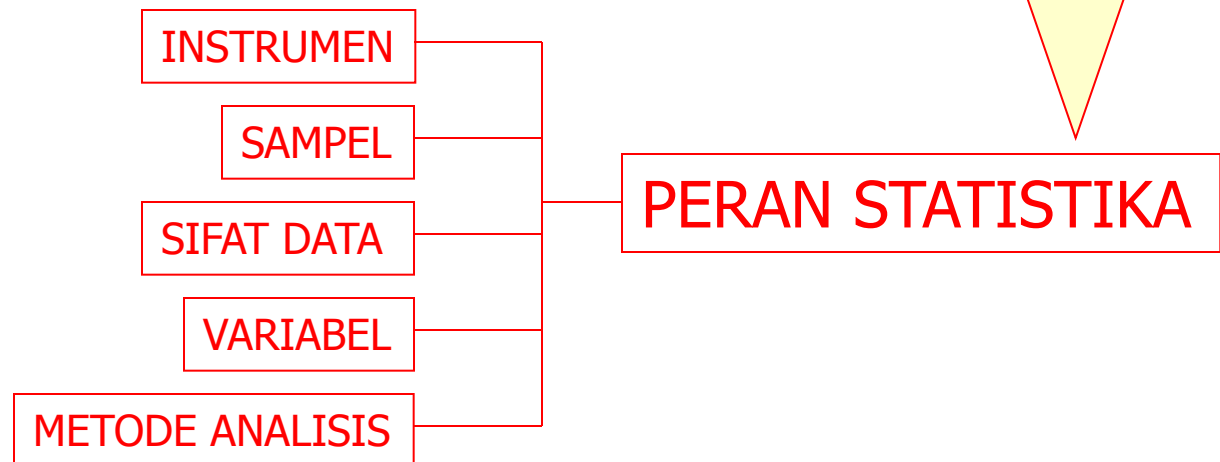 INSTRUMEN
SAMPEL
PERAN STATISTIKA
SIFAT DATA
VARIABEL
METODE ANALISIS